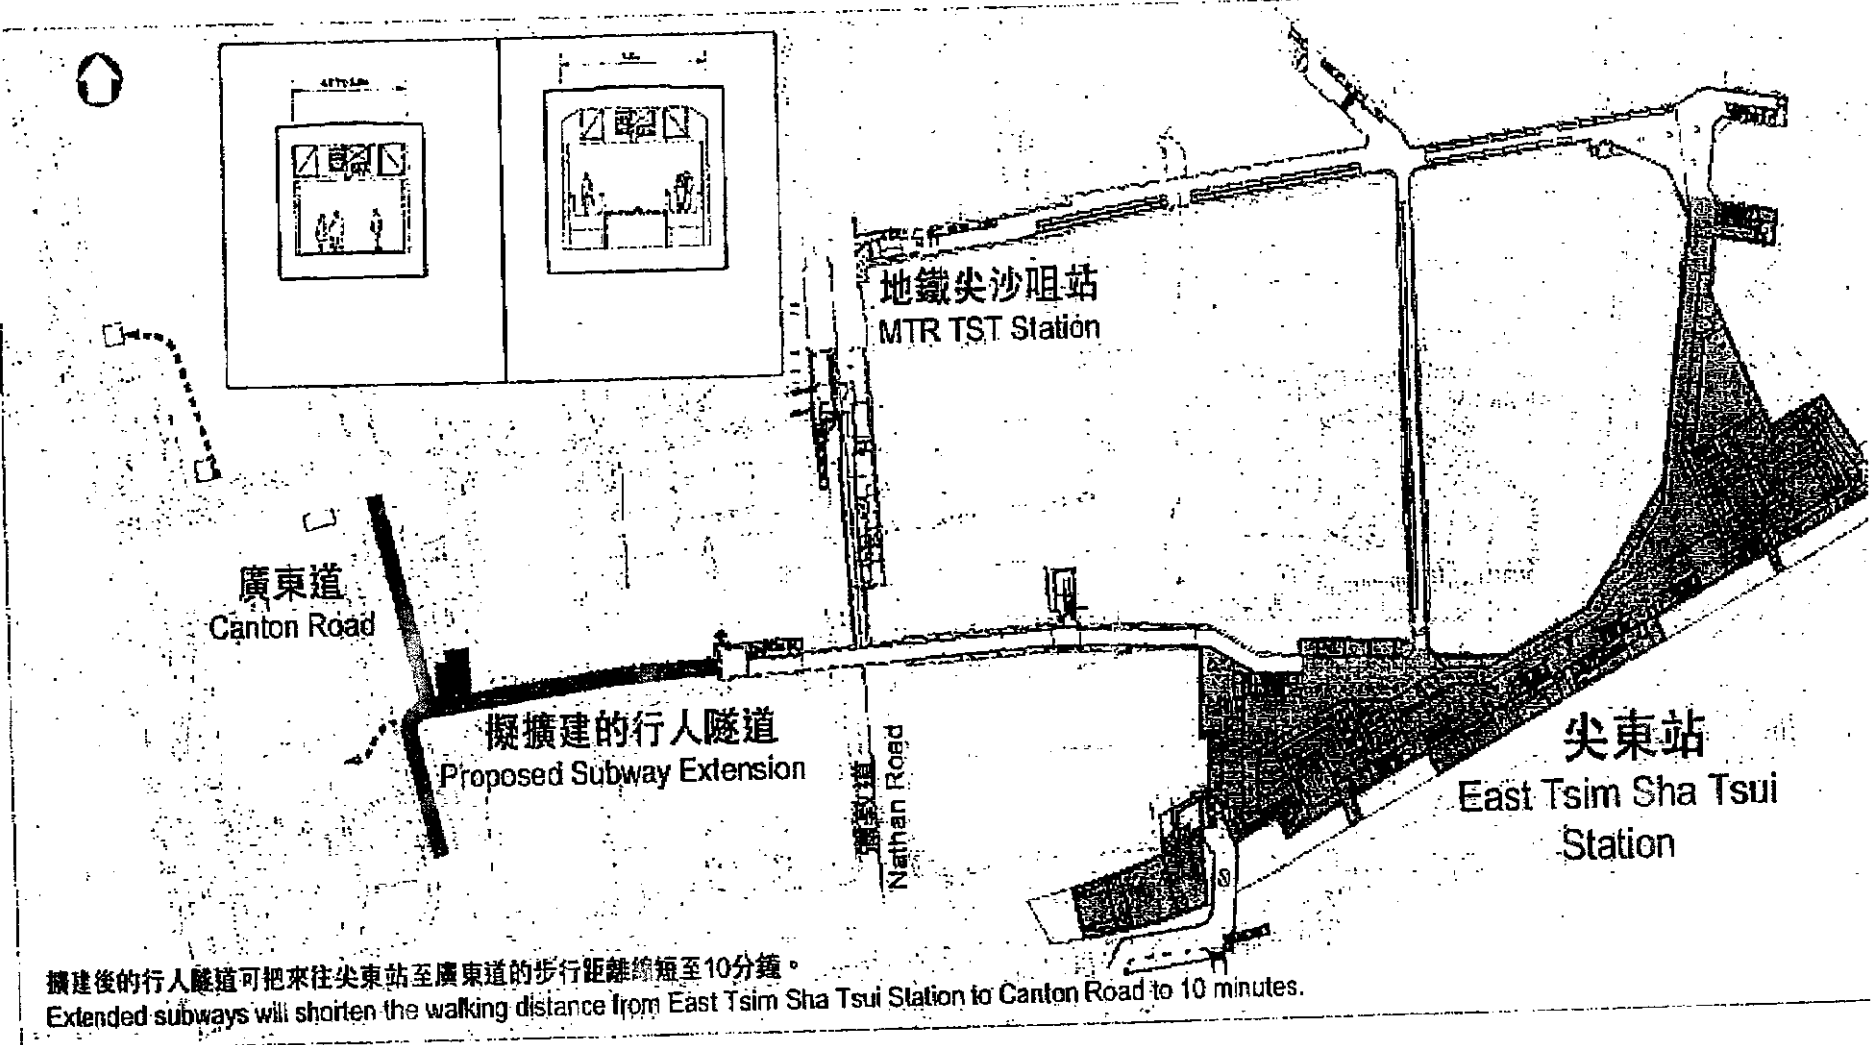 地鐵尖沙咀站
MTR TST Station
廣東道
Canton Road
擬擴建的行人隧道
Proposed Subway Extension
彌敦道
Nathan Road
尖東站
East Tsim Sha Tsui
Station
擴建後的行人隧道可把來往尖東站至廣東道的步行距離縮短至10分鐘。
Extended subways will shorten the walking distance from East Tsim Sha Tsui Station to Canton Road to 10 minutes.